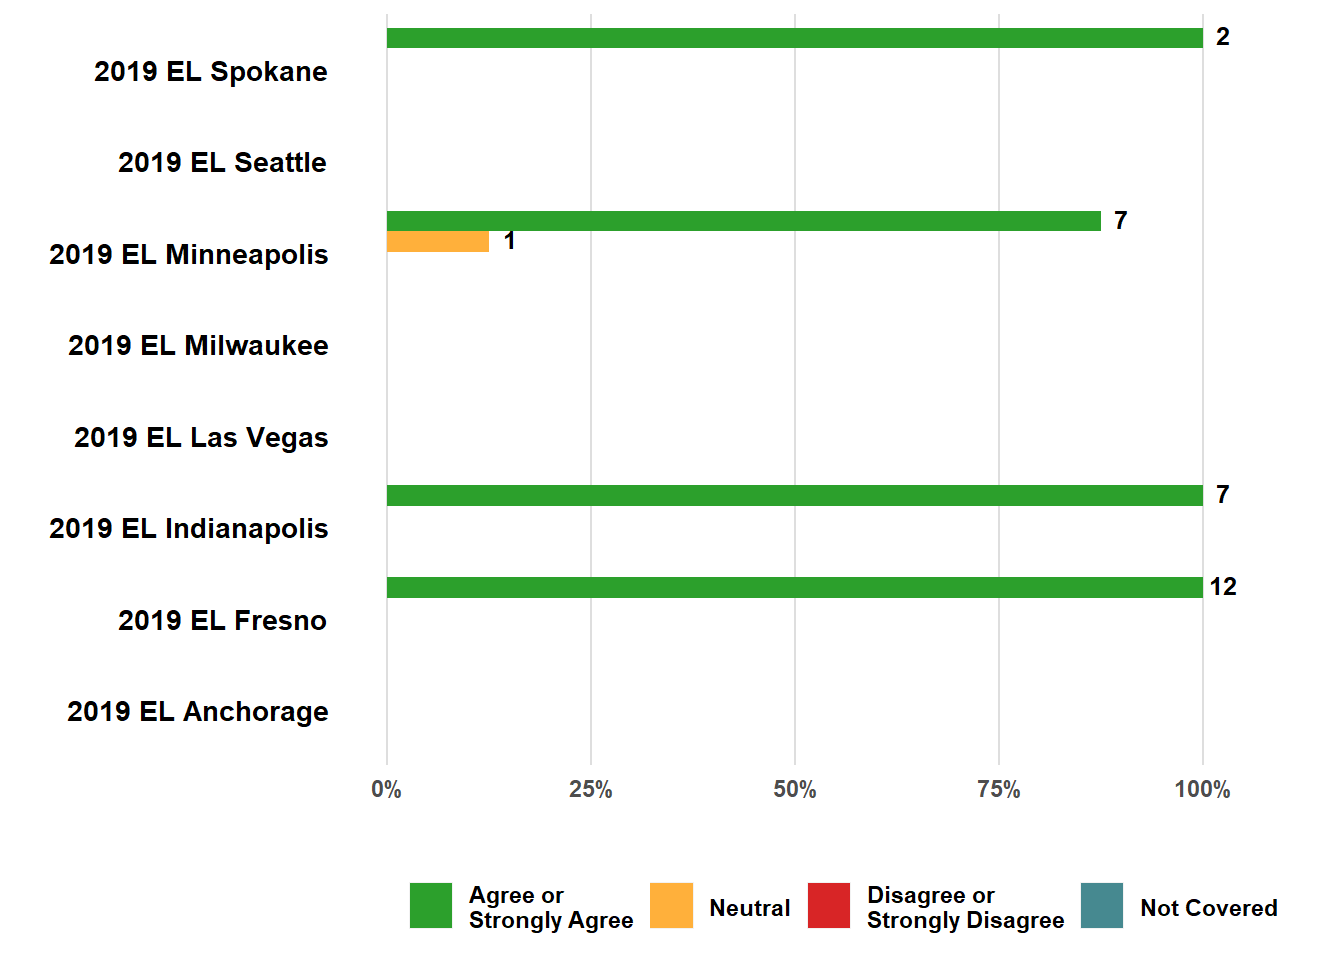 2
2019 EL Spokane
2019 EL Seattle
7
1
2019 EL Minneapolis
2019 EL Milwaukee
2019 EL Las Vegas
7
2019 EL Indianapolis
12
2019 EL Fresno
2019 EL Anchorage
0% 25% 50% 75% 100%
Agree or
Strongly Agree
Neutral
Disagree or
Strongly Disagree
Not Covered